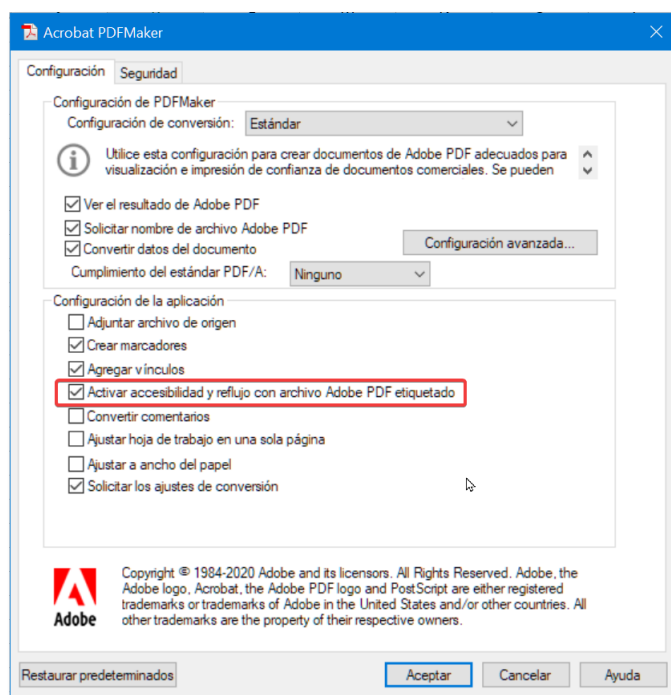 Acrobat PDFMaker
Configuración
Seguridad
Configuración de PDFMaker
Configuración de conversión:
Estándar
Utilice esta configuración para crear documentos de Adobe PDF adecuados para
visualización e impresión de confianza de documentos comerciales. Se pueden
Ver el resultado de Adobe PDF
Solicitar nombre de archivo Adobe PDF
Convertir datos del documento
Configuración avanzada...
Cumplimiento del estándar PDF/A:
Ninguno
Configuración de la aplicación
Adjuntar archivo de origen
Crear marcadores
Agregar vínculos
Activar accesibilidad y reflujo con archivo Adobe PDF etiquetado
Convertir comentarios
Ajustar hoja de trabajo en una sola página
Ajustar a ancho del papel
Solicitar los ajustes de conversión
Copyright © 1984-2020 Adobe and its licensors. All Rights Reserved. Adobe, the
Adobe logo, Acrobat, the Adobe PDF logo and PostScript are either registered
trademarks or trademarks of Adobe in the United States and/or other countries. All
other trademarks are the property of their respective owners.
Adobe
Restaurar predeterminados
Aceptar
Cancelar
Ayuda